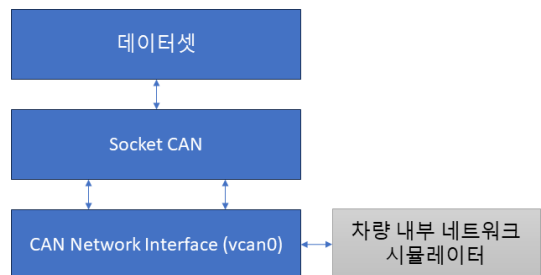 데이터셋
Socket CAN
CAN Network Interface (vcan0)
차량 내부 네트워크
시뮬레이터